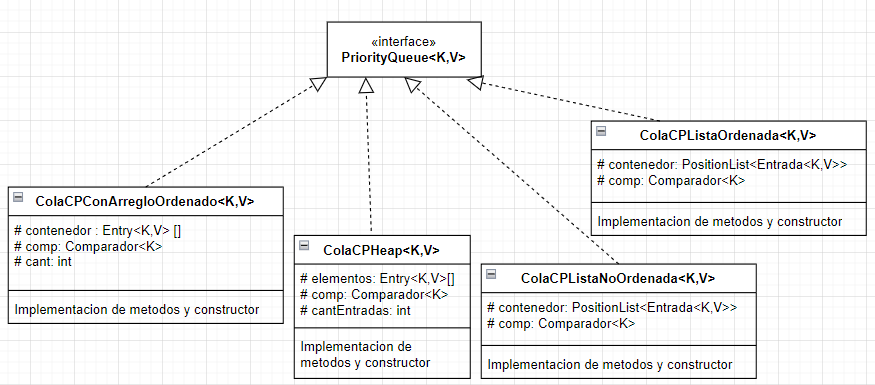 «interface»
PriorityQueue<K,V>
ColaCPListaOrdenada<K,V>
# contenedor: PositionList<Entrada<K,V>>
# comp: Comparador<K>
Implementacion de metodos y constructor
ColaCPConArregloOrdenado<K,V>
# contenedor : Entry<K,V> []
# comp: Comparador<K>
# cant: int
Implementacion de metodos y constructor
ColaCPHeap<K,V>
# elementos: Entry<K,V>[]
# comp: Comparador<K>
# cantEntradas: int
Implementacion de
metodos y constructor
ColaCPListaNoOrdenada<K,V>
# contenedor: PositionList<Entrada<K,V>>
# comp: Comparador<K>
Implementacion de metodos y constructor